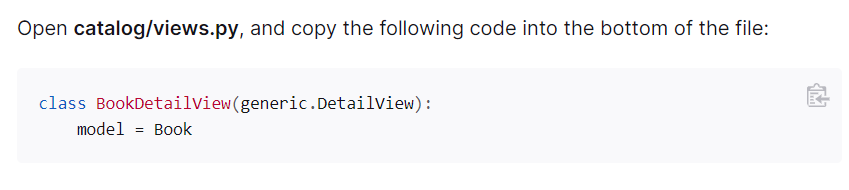 Open catalog/views.py, and copy the following code into the bottom of the file:
class BookDetailView(generic.DetailView):
    model = Book